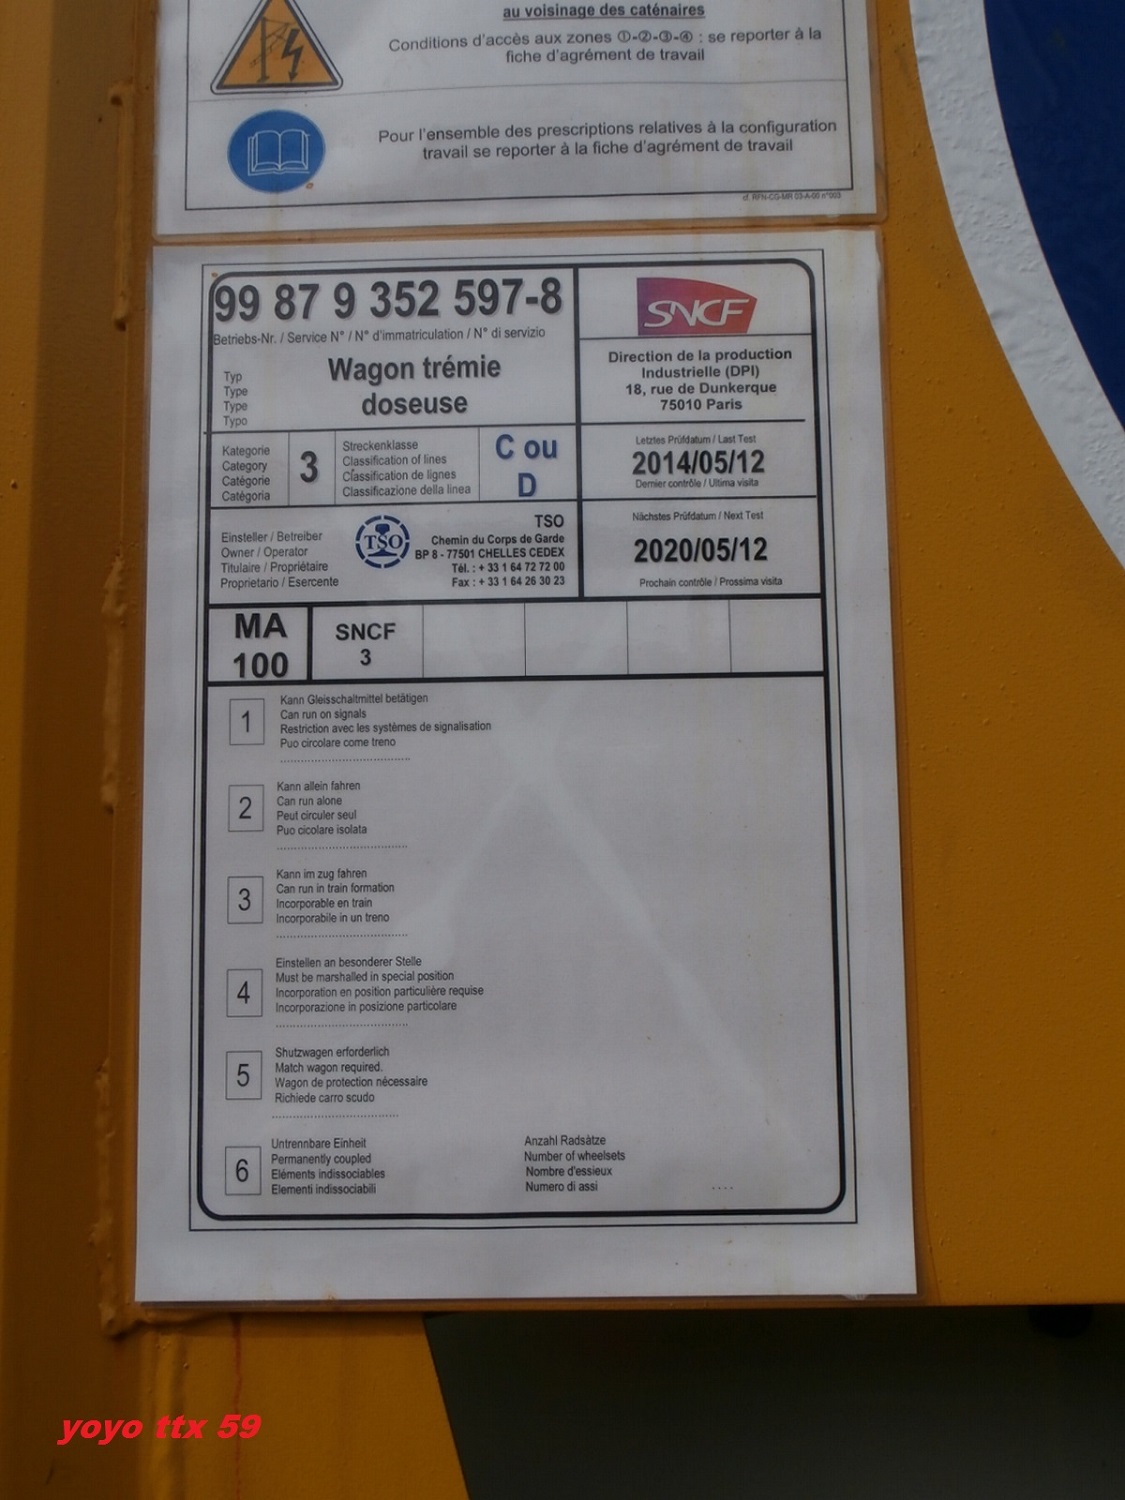 au voisinage des caténaires
Conditions d'accès aux zones ①-②-③-④ : se reporter à la
fiche d'agrément de travail
Pour l'ensemble des prescriptions relatives à la configuration
travail se reporter à la fiche d'agrément de travail
cf. RFN-CG-MR 03-A-00 n°003
99 87 9 352 597-8
Betriebs-Nr. / Service N° / N° d'immatriculation / N° di servizio
Typ
Type
Type
Typo
Wagon trémie
doseuse
SNCF
Direction de la production
Industrielle (DPI)
18, rue de Dunkerque
75010 Paris
Kategorie
Category
Catégorie
Catégoria
3
Streckenklasse
Classification of lines
Classification de lignes
Classificazione della linea
C ou
D
Letztes Prüfdatum / Last Test
2014/05/12
Dernier contrôle / Ultima visita
Einsteller / Betreiber
Owner / Operator
Titulaire / Propriétaire
Proprietario / Esercente
TSO
TSO
Chemin du Corps de Garde
BP 8 - 77501 CHELLES CEDEX
Tél. : + 33 1 64 72 72 00
Fax : + 33 1 64 26 30 23
Nächstes Prüfdatum / Next Test
2020/05/12
Prochain contrôle / Prossima visita
MA
100
SNCF
3
1
Kann Gleisschaltmittel betätigen
Can run on signals
Restriction avec les systèmes de signalisation
Puo circolare come treno
2
Kann allein fahren
Can run alone
Peut circuler seul
Puo cicolare isolata
3
Kann im zug fahren
Can run in train formation
Incorporable en train
Incorporabile in un treno
4
Einstellen an besonderer Stelle
Must be marshalled in special position
Incorporation en position particulière requise
Incorporazione in posizione particolare
5
Shutzwagen erforderlich
Match wagon required.
Wagon de protection nécessaire
Richiede carro scudo
6
Untrennbare Einheit
Permanently coupled
Eléments indissociables
Elementi indissociabili
Anzahl Radsätze
Number of wheelsets
Nombre d'essieux
Numero di assi
....
yoyo ttx 59